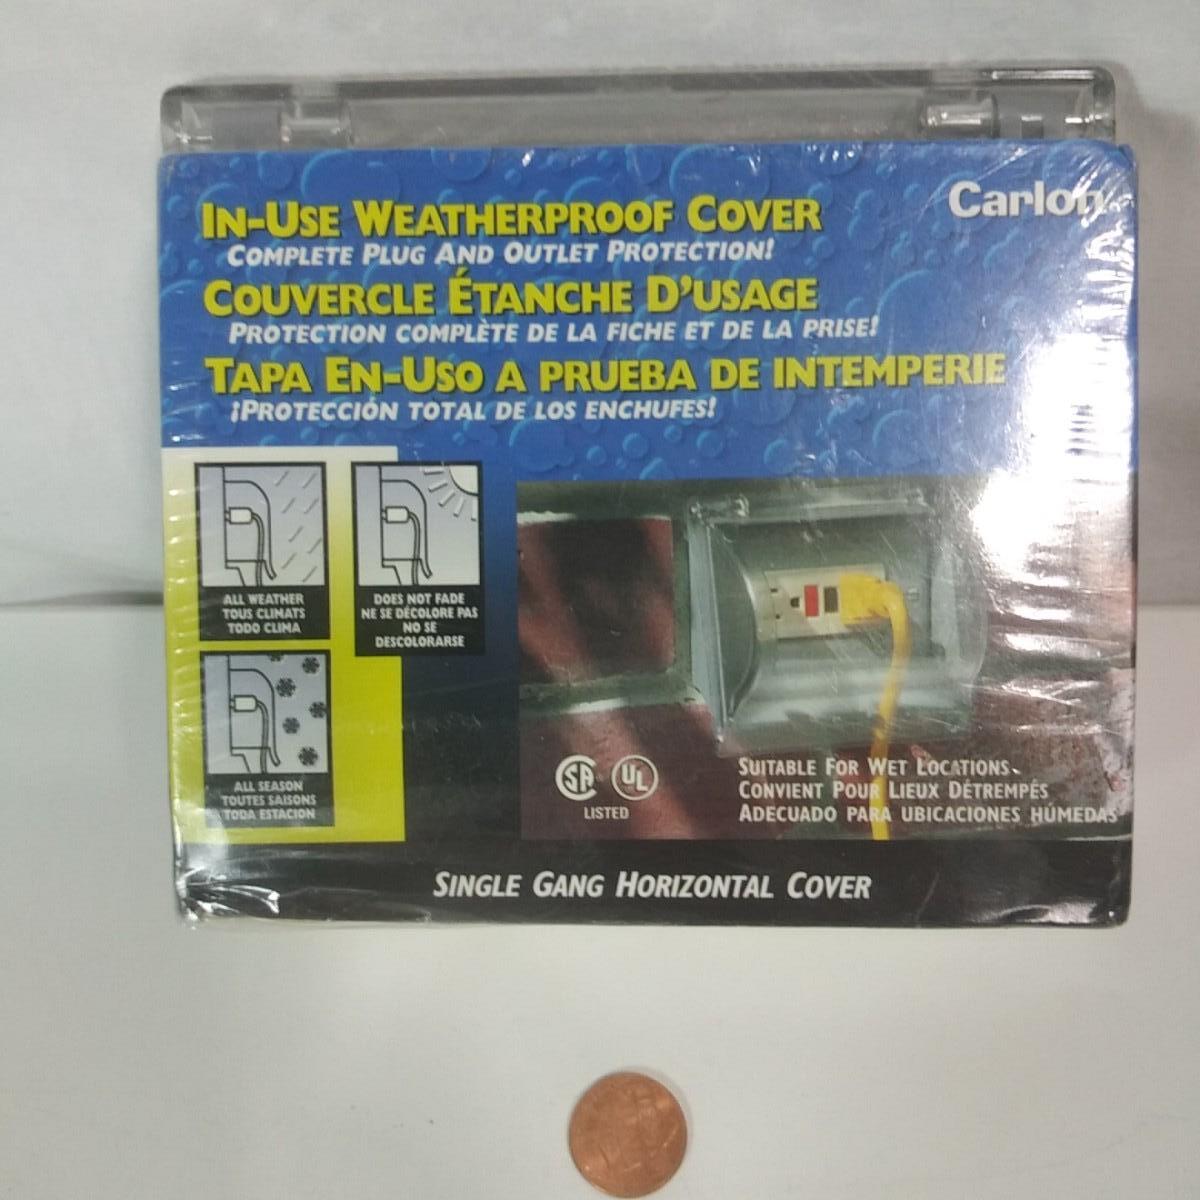 Carlon
IN-USE WEATHERPROOF COVER
COMPLETE PLUG AND OUTLET PROTECTION!
COUVERCLE ÉTANCHE D'USAGE
PROTECTION COMPLÈTE DE LA FICHE ET DE LA PRISE!
TAPA EN-USO A PRUEBA DE INTEMPERIE
¡PROTECCIÓN TOTAL DE LOS ENCHUFES!
ALL WEATHER
TOUS CLIMATS
TODO CLIMA
DOES NOT FADE
NE SE DÉCOLORE PAS
NO SE
DESCOLORARSE
ALL SEASON
TOUTES SAISONS
TODA ESTACION
SA
UL
LISTED
SUITABLE FOR WET LOCATIONS
CONVIENT POUR LIEUX DÉTREMPÉS
ADECUADO PARA UBICACIONES HÚMEDAS
SINGLE GANG HORIZONTAL COVER